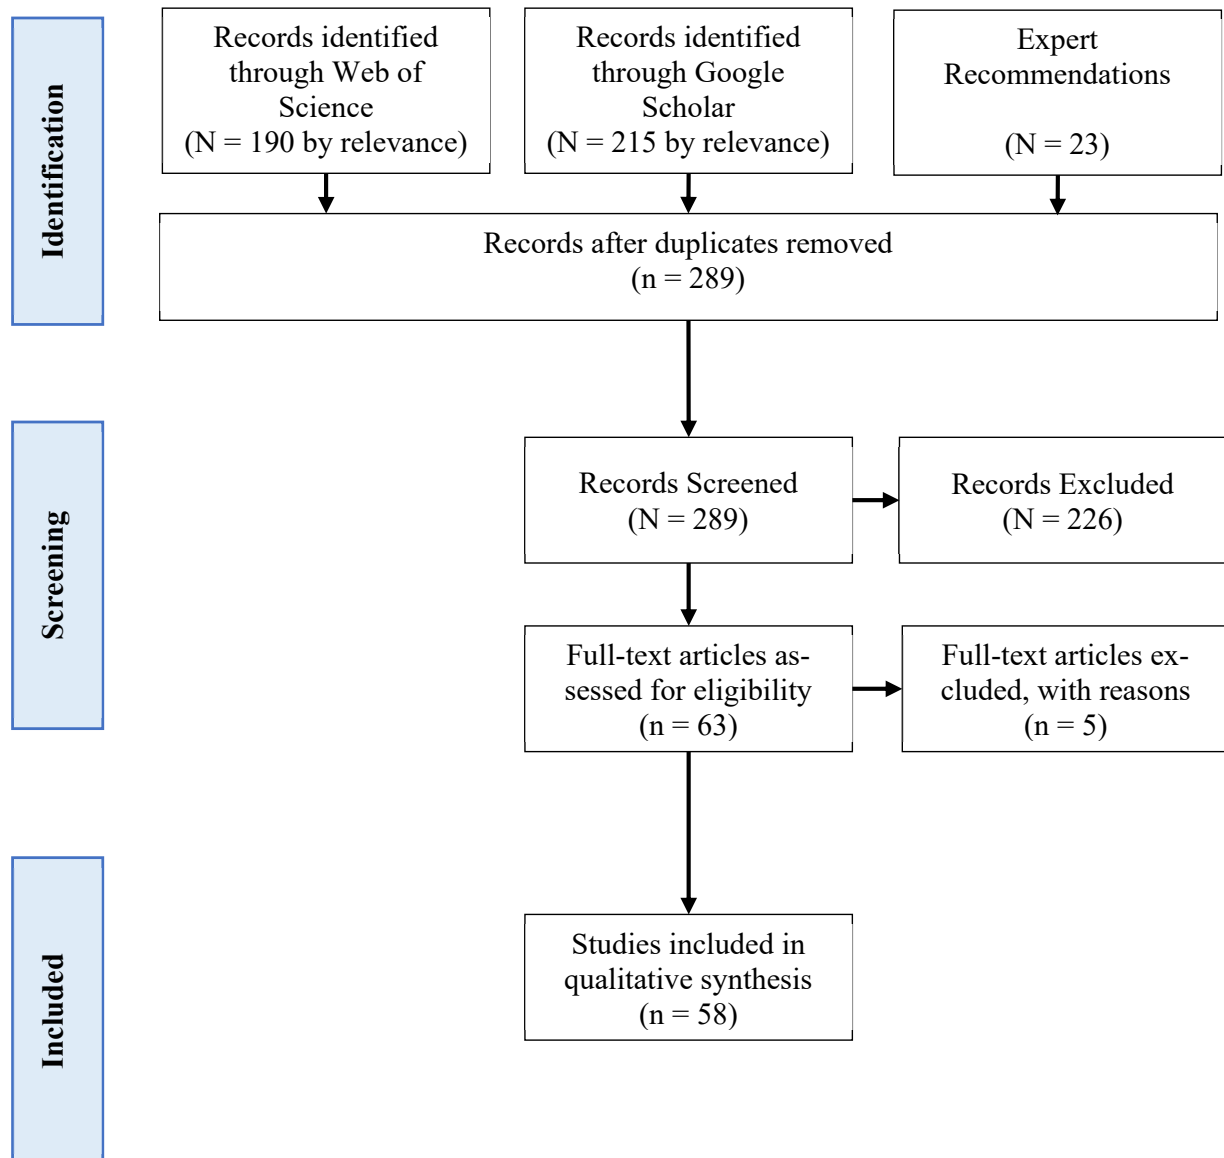 Identification
Records identified
through Web of
Science
(N = 190 by relevance)
Records identified
through Google
Scholar
(N = 215 by relevance)
Expert
Recommendations
(N = 23)
Records after duplicates removed
(n = 289)
Screening
Records Screened
(N = 289)
Records Excluded
(N = 226)
Full-text articles as-
sessed for eligibility
(n = 63)
Full-text articles ex-
cluded, with reasons
(n = 5)
Included
Studies included in
qualitative synthesis
(n = 58)